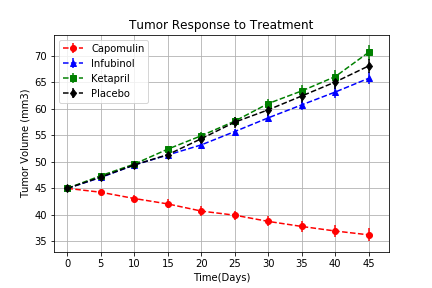 Tumor Response to Treatment
Capomulin
Infubinol
Ketapril
Placebo
Tumor Volume (mm3)
70
65
60
55
50
45
40
35
0 5 10 15 20 25 30 35 40 45
Time(Days)